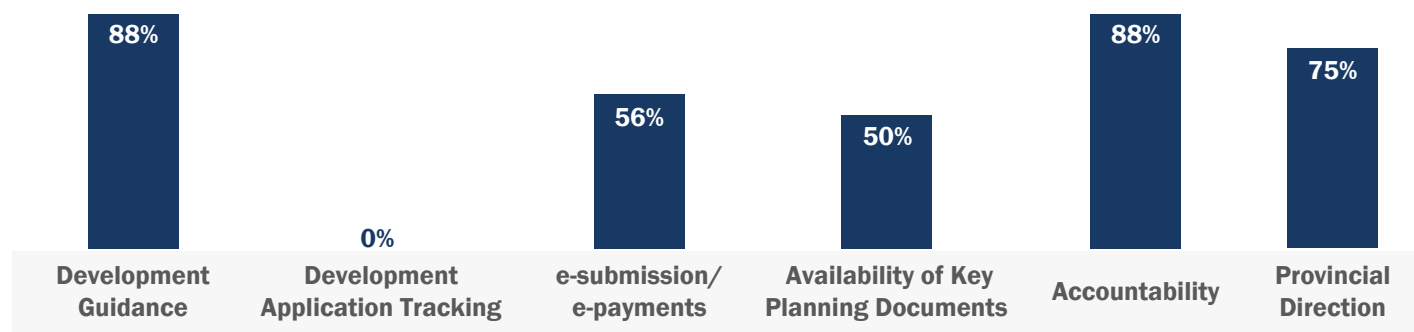 88%
0%
56%
50%
88%
75%
Development
Guidance
Development
Application Tracking
e-submission/
e-payments
Availability of Key
Planning Documents
Accountability
Provincial
Direction